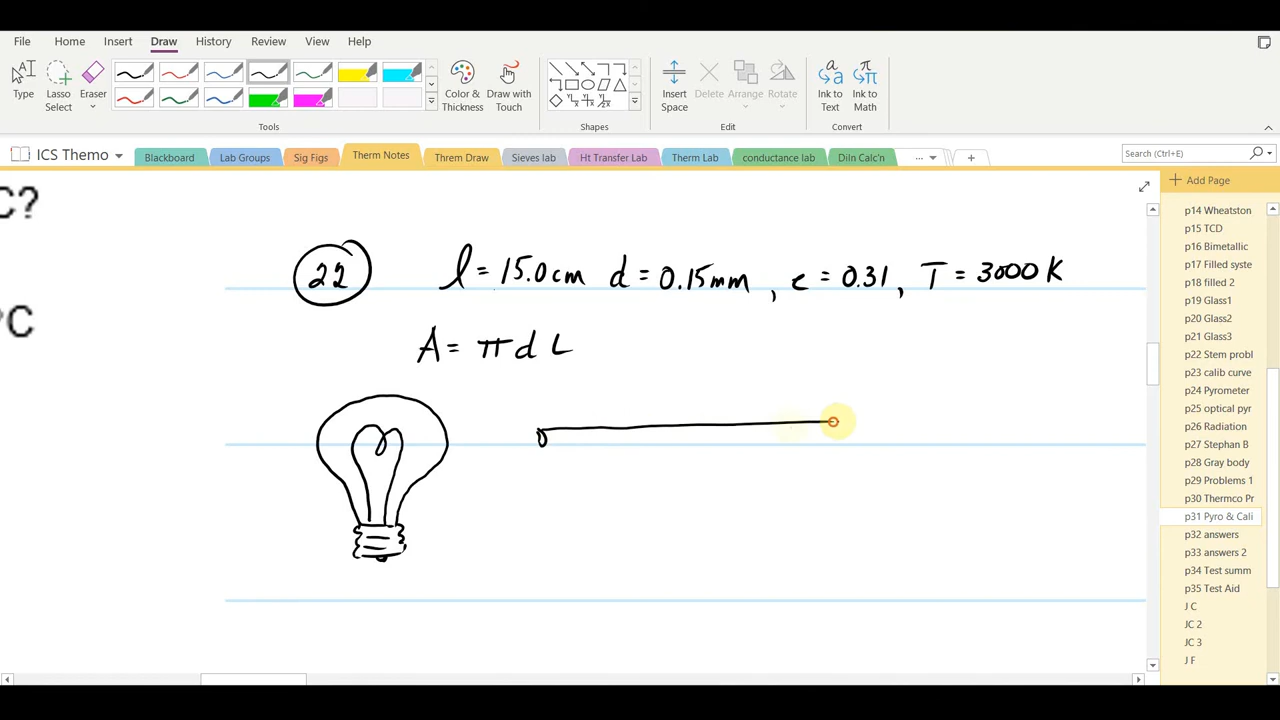 File Home Insert Draw History Review View Help
Type Lasso Select Eraser Color & Thickness Draw with Touch Insert Space Delete Arrange Rotate Ink to Text Ink to Math
Tools Shapes Edit Convert
ICS Themo Blackboard Lab Groups Sig Figs Therm Notes Threm Draw Sieves lab Ht Transfer Lab Therm Lab conductance lab Diln Calc'n ... + Search (Ctrl+E)
+ Add Page
C?
°C
22 l = 15.0cm d = 0.15mm, e = 0.31, T = 3000 K
A = π d L
p14 Wheatston
p15 TCD
p16 Bimetallic
p17 Filled syste
p18 filled 2
p19 Glass1
p20 Glass2
p21 Glass3
p22 Stem probl
p23 calib curve
p24 Pyrometer
p25 optical pyr
p26 Radiation
p27 Stephan B
p28 Gray body
p29 Problems 1
p30 Thermco Pr
p31 Pyro & Cali
p32 answers
p33 answers 2
p34 Test summ
p35 Test Aid
J C
JC 2
JC 3
J F